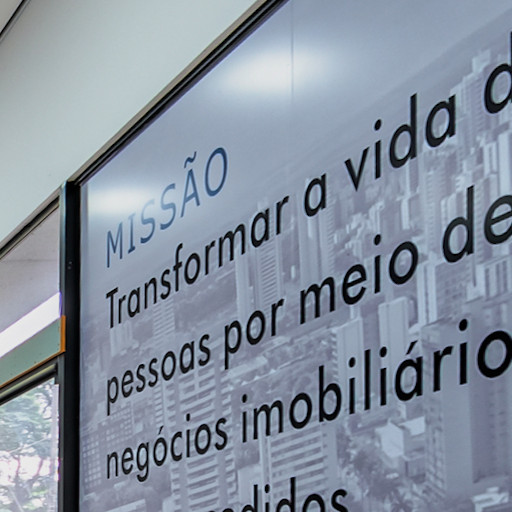 MISSÃO
Transformar a vida d
pessoas por meio de
negócios imobiliário